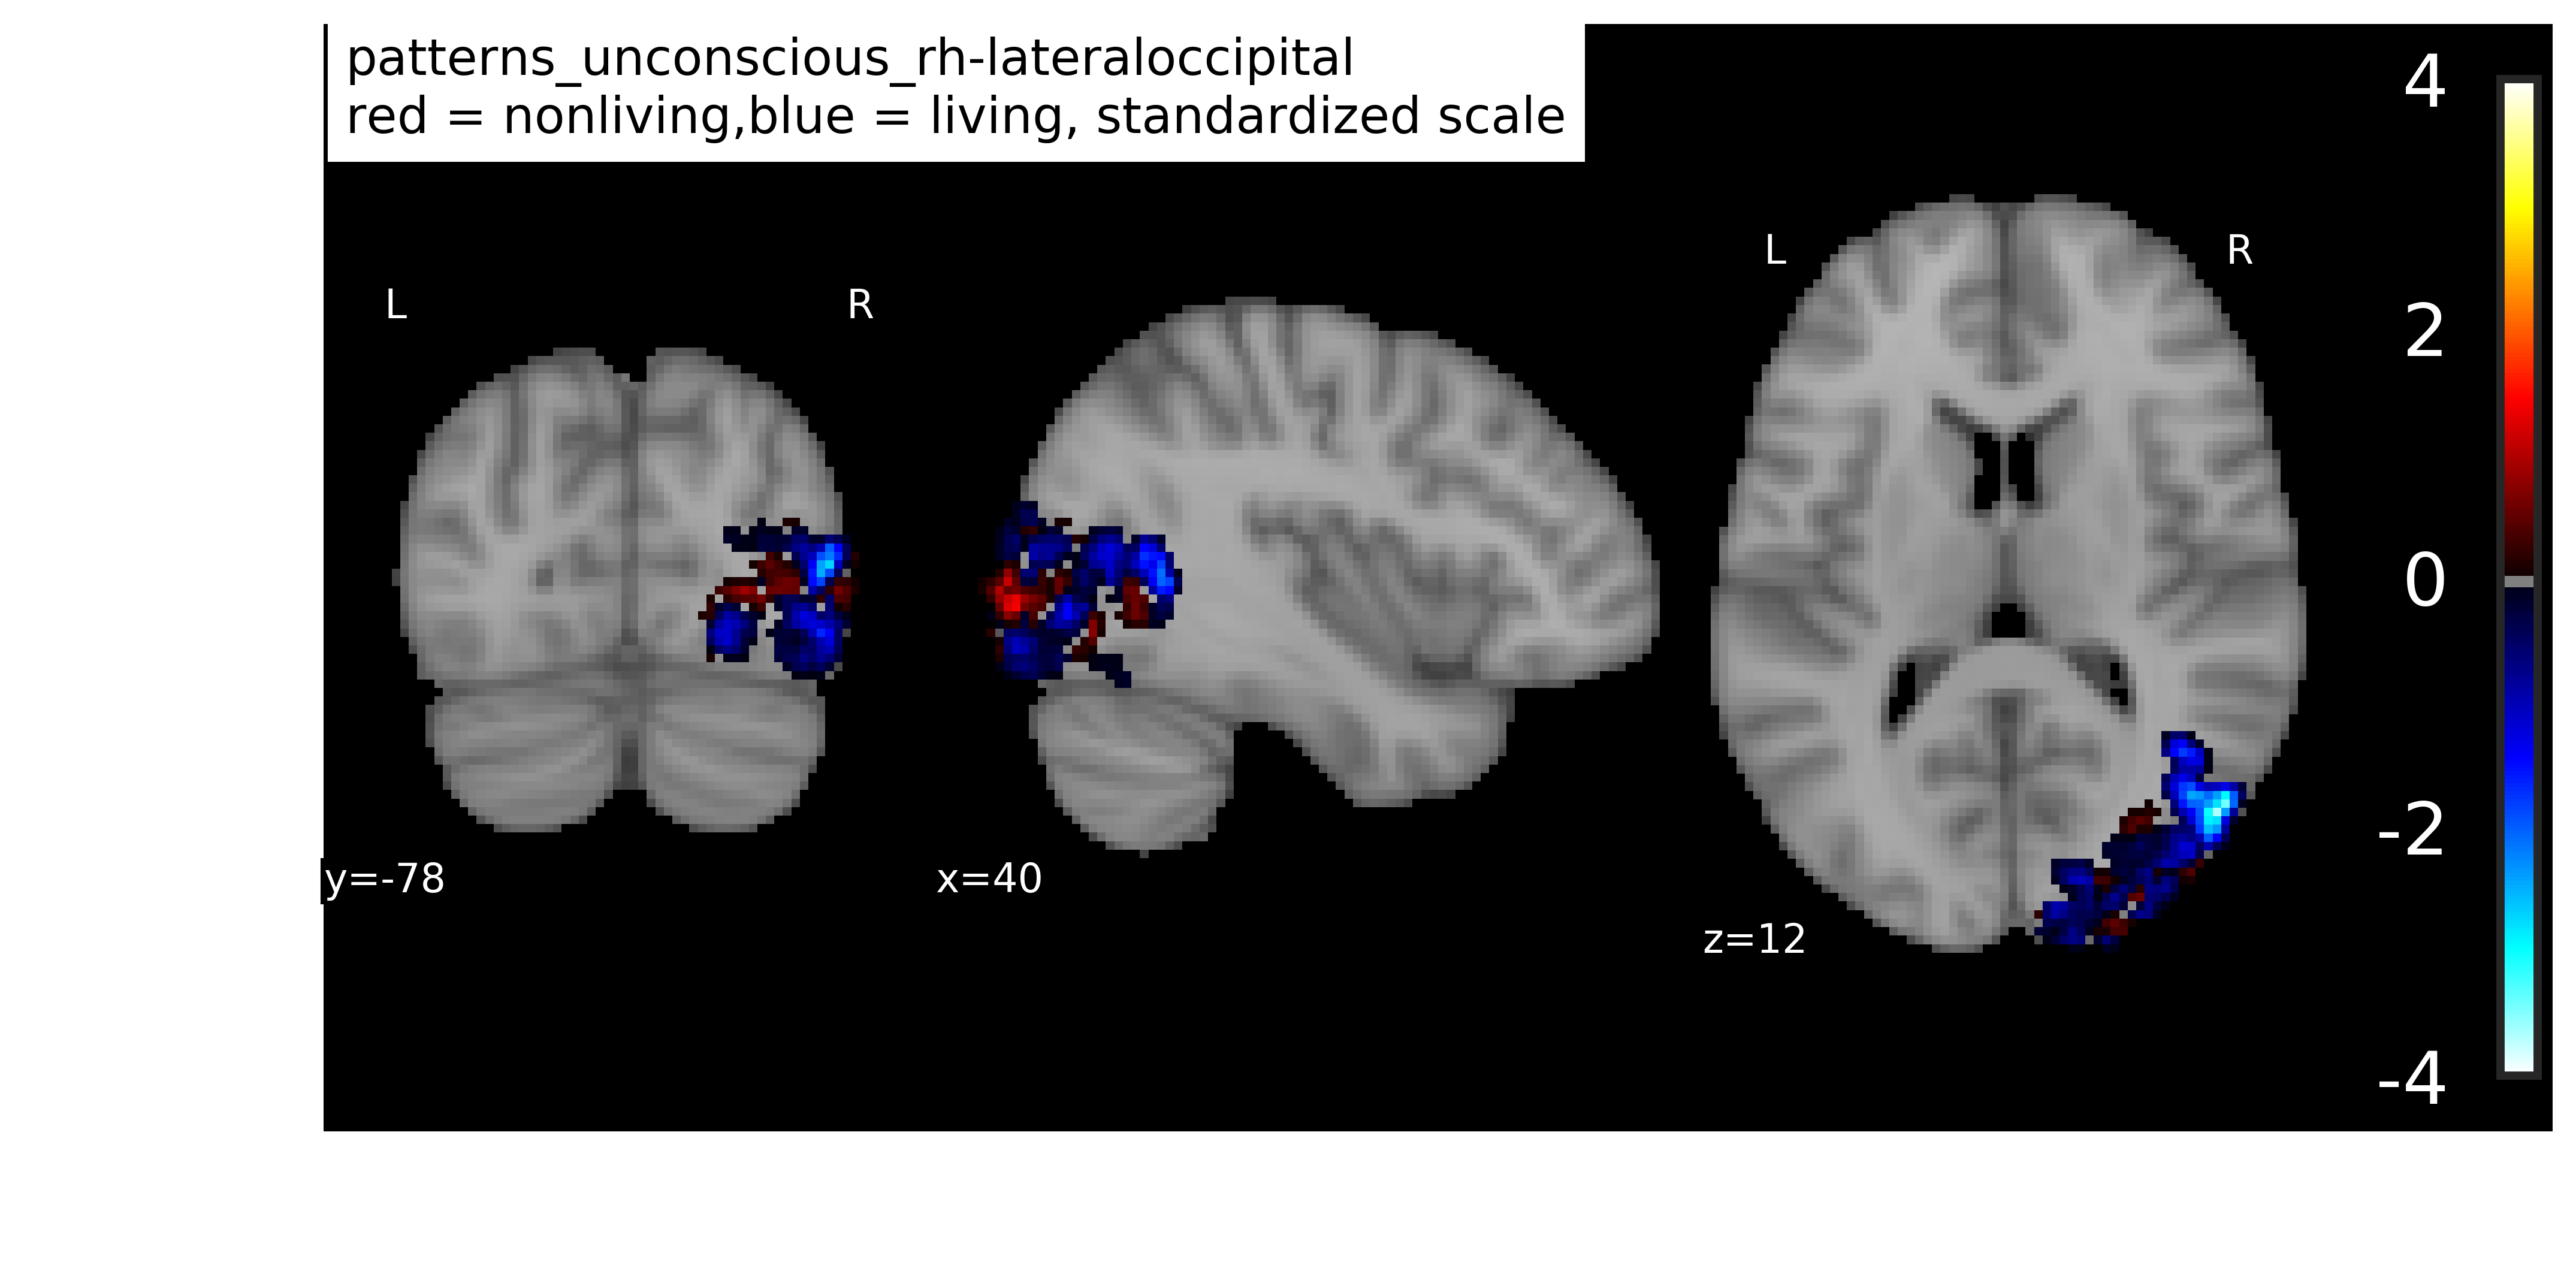 patterns_unconscious_rh-lateraloccipital
red = nonliving,blue = living, standardized scale
L
R
y=-78
x=40
L
R
z=12
4
2
0
-2
-4